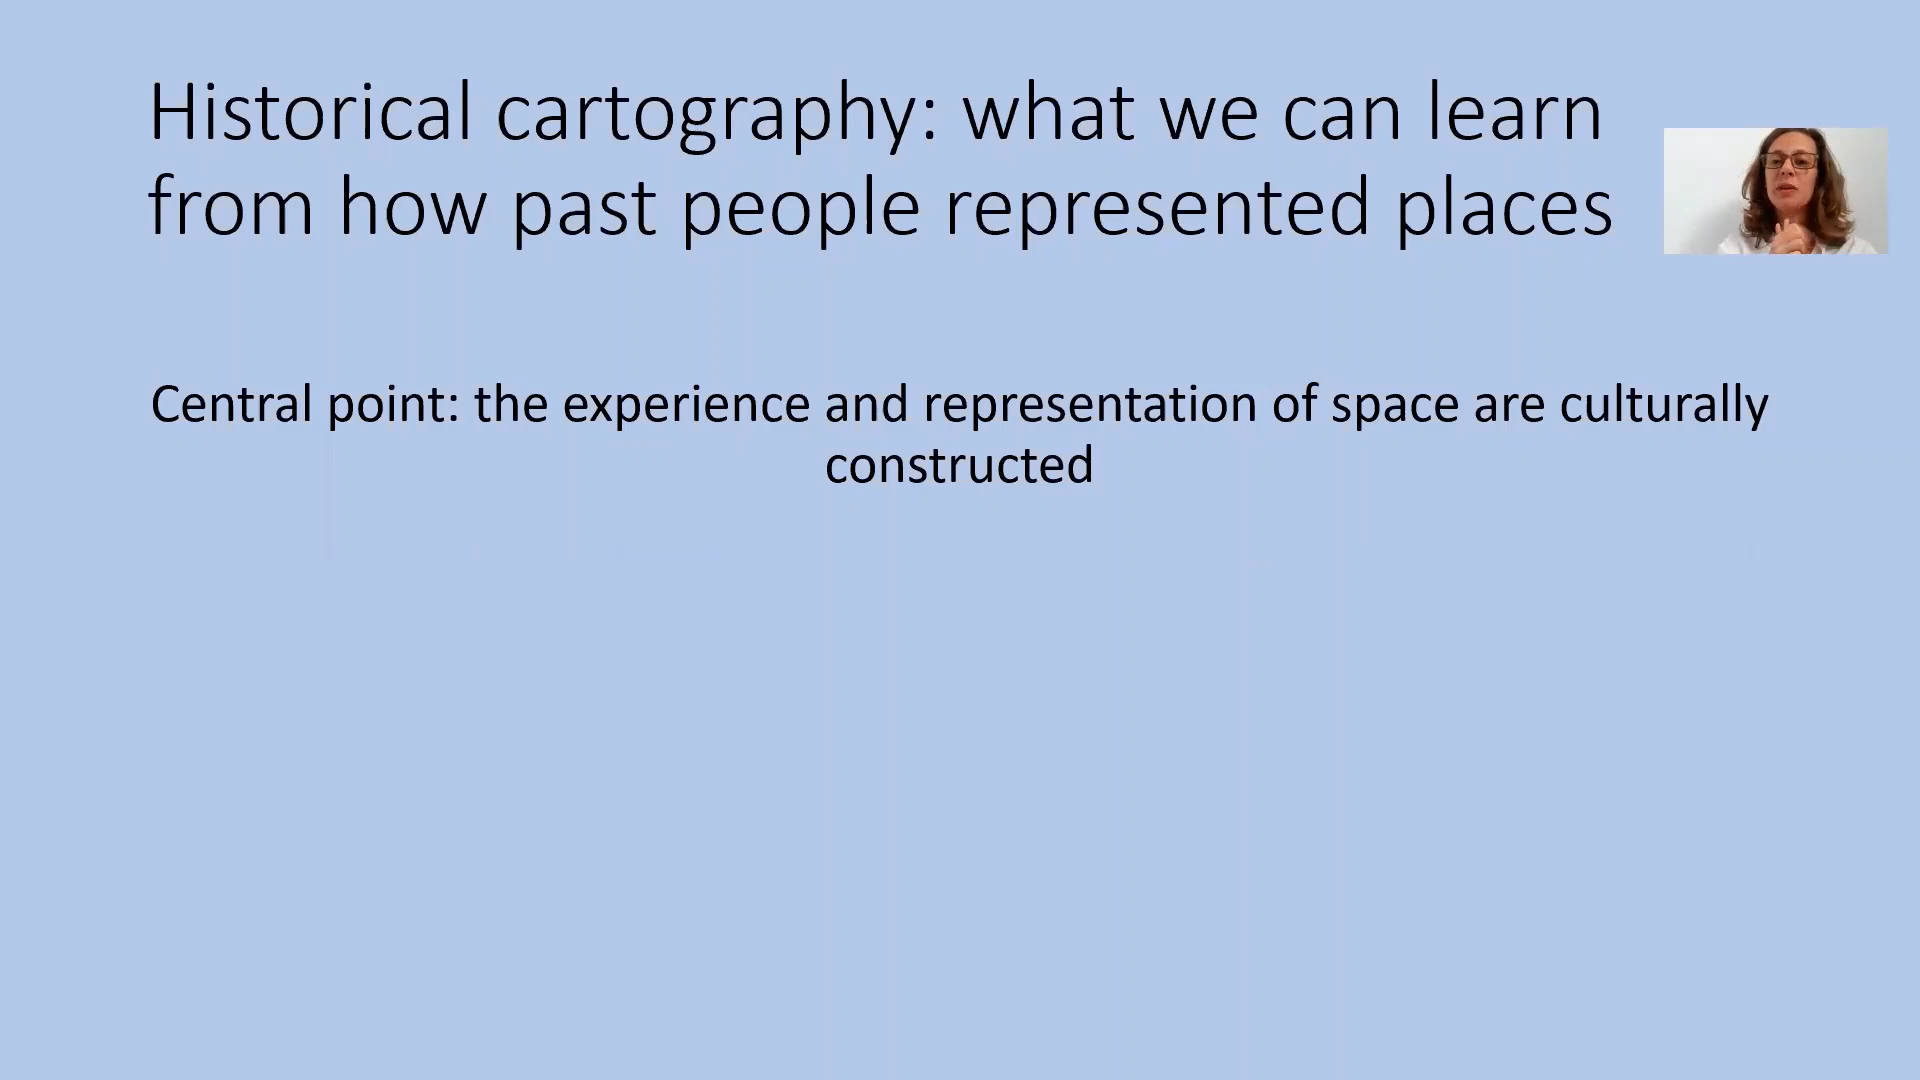 Historical cartography: what we can learn
from how past people represented places
Central point: the experience and representation of space are culturally
constructed